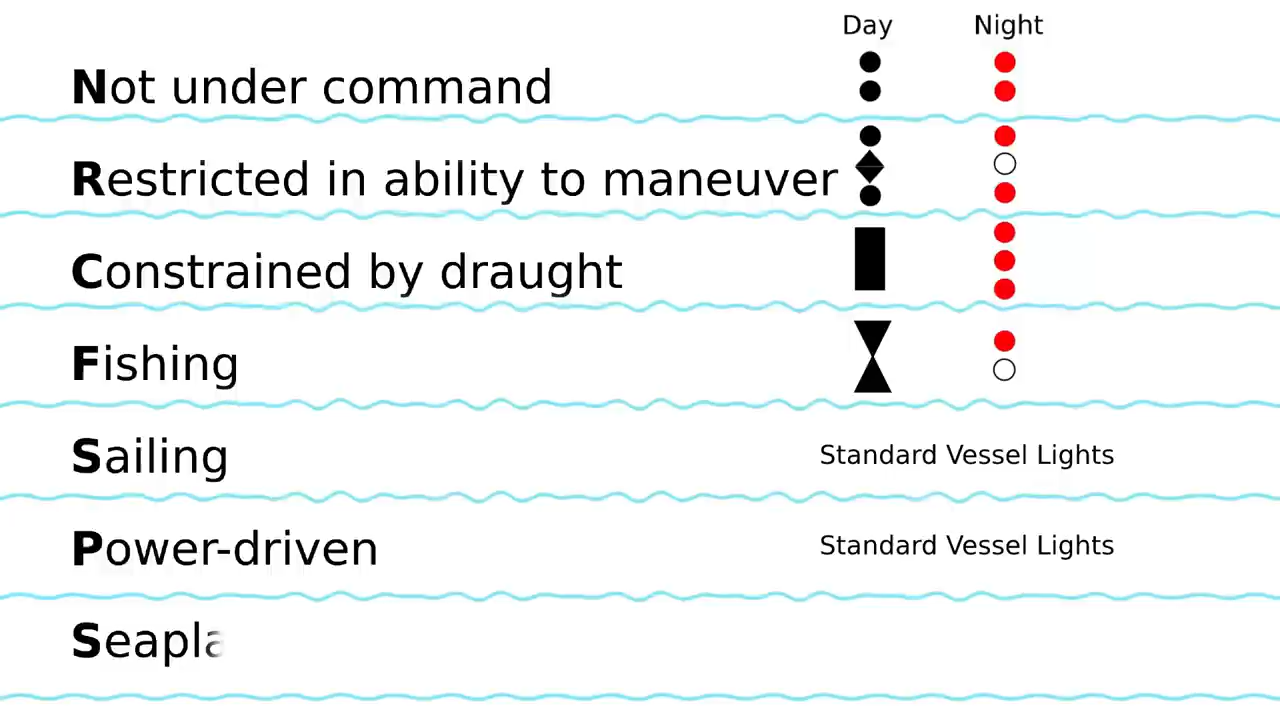 Day Night
Not under command
Restricted in ability to maneuver
Constrained by draught
Fishing
Sailing Standard Vessel Lights
Power-driven Standard Vessel Lights